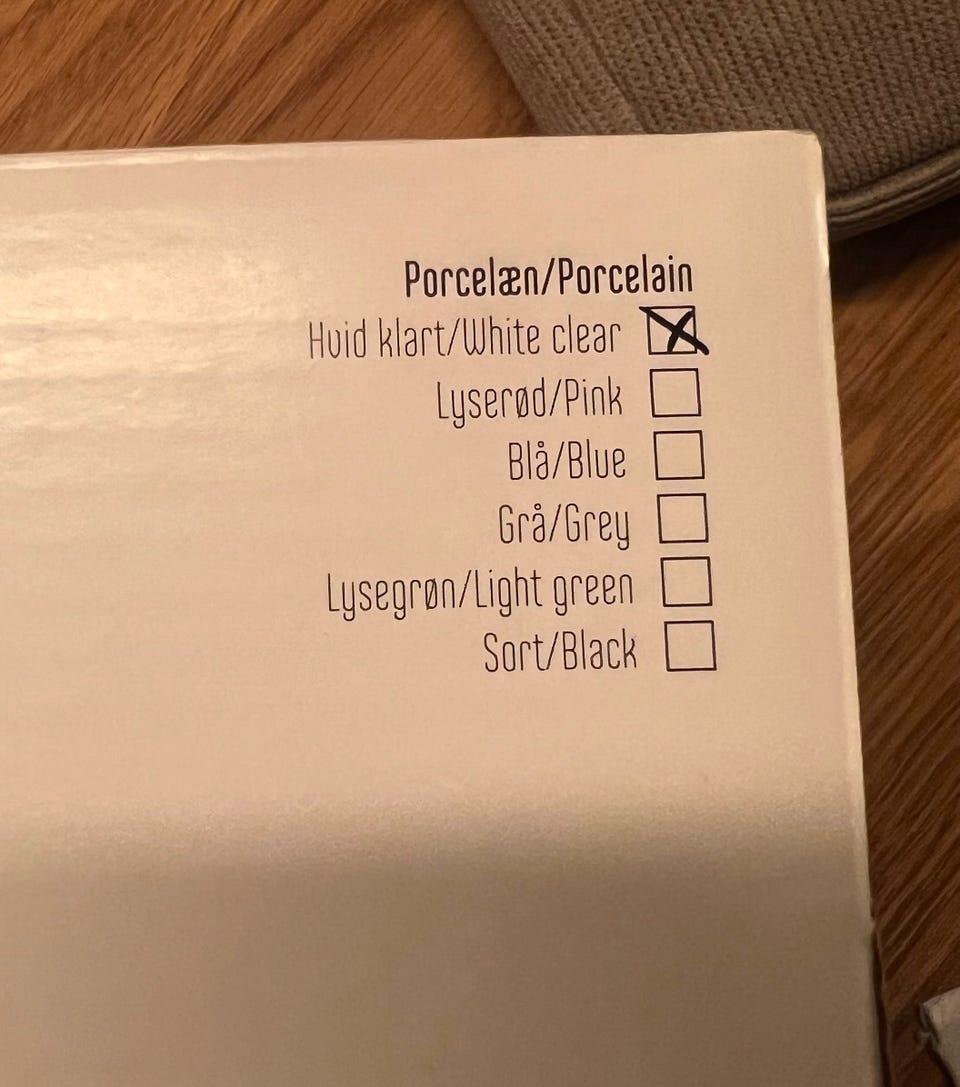 Porcelæn/Porcelain
Hvid klart/White clear
Lyserød/Pink
Blå/Blue
Grå/Grey
Lysegrøn/Light green
Sort/Black